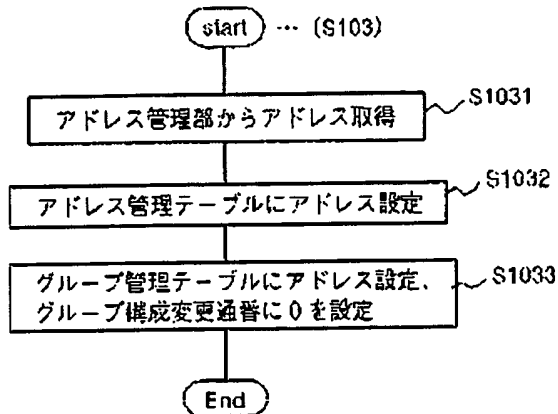 start … (S103)
アドレス管理部からアドレス取得 S1031
アドレス管理テーブルにアドレス設定 S1032
グループ管理テーブルにアドレス設定、 S1033
グループ構成変更通番に0を設定
End